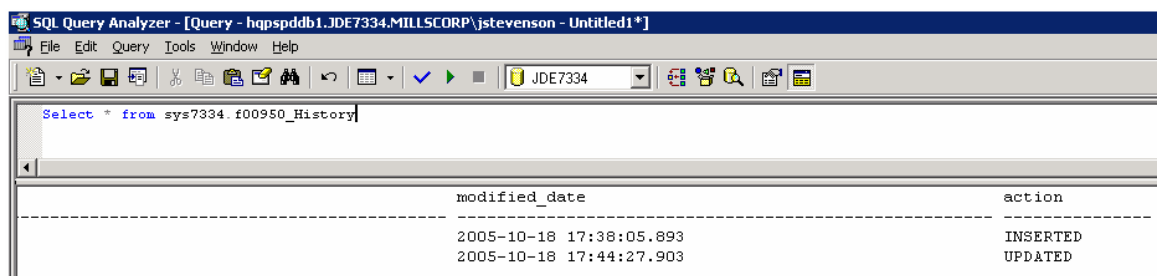 SQL Query Analyzer - [Query - hqpspddb1.JDE7334.MILLSCORP\jstevenson - Untitled1*]
File Edit Query Tools Window Help
JDE7334
Select * from sys7334.f00950_History
modified_date action
2005-10-18 17:38:05.893 INSERTED
2005-10-18 17:44:27.903 UPDATED